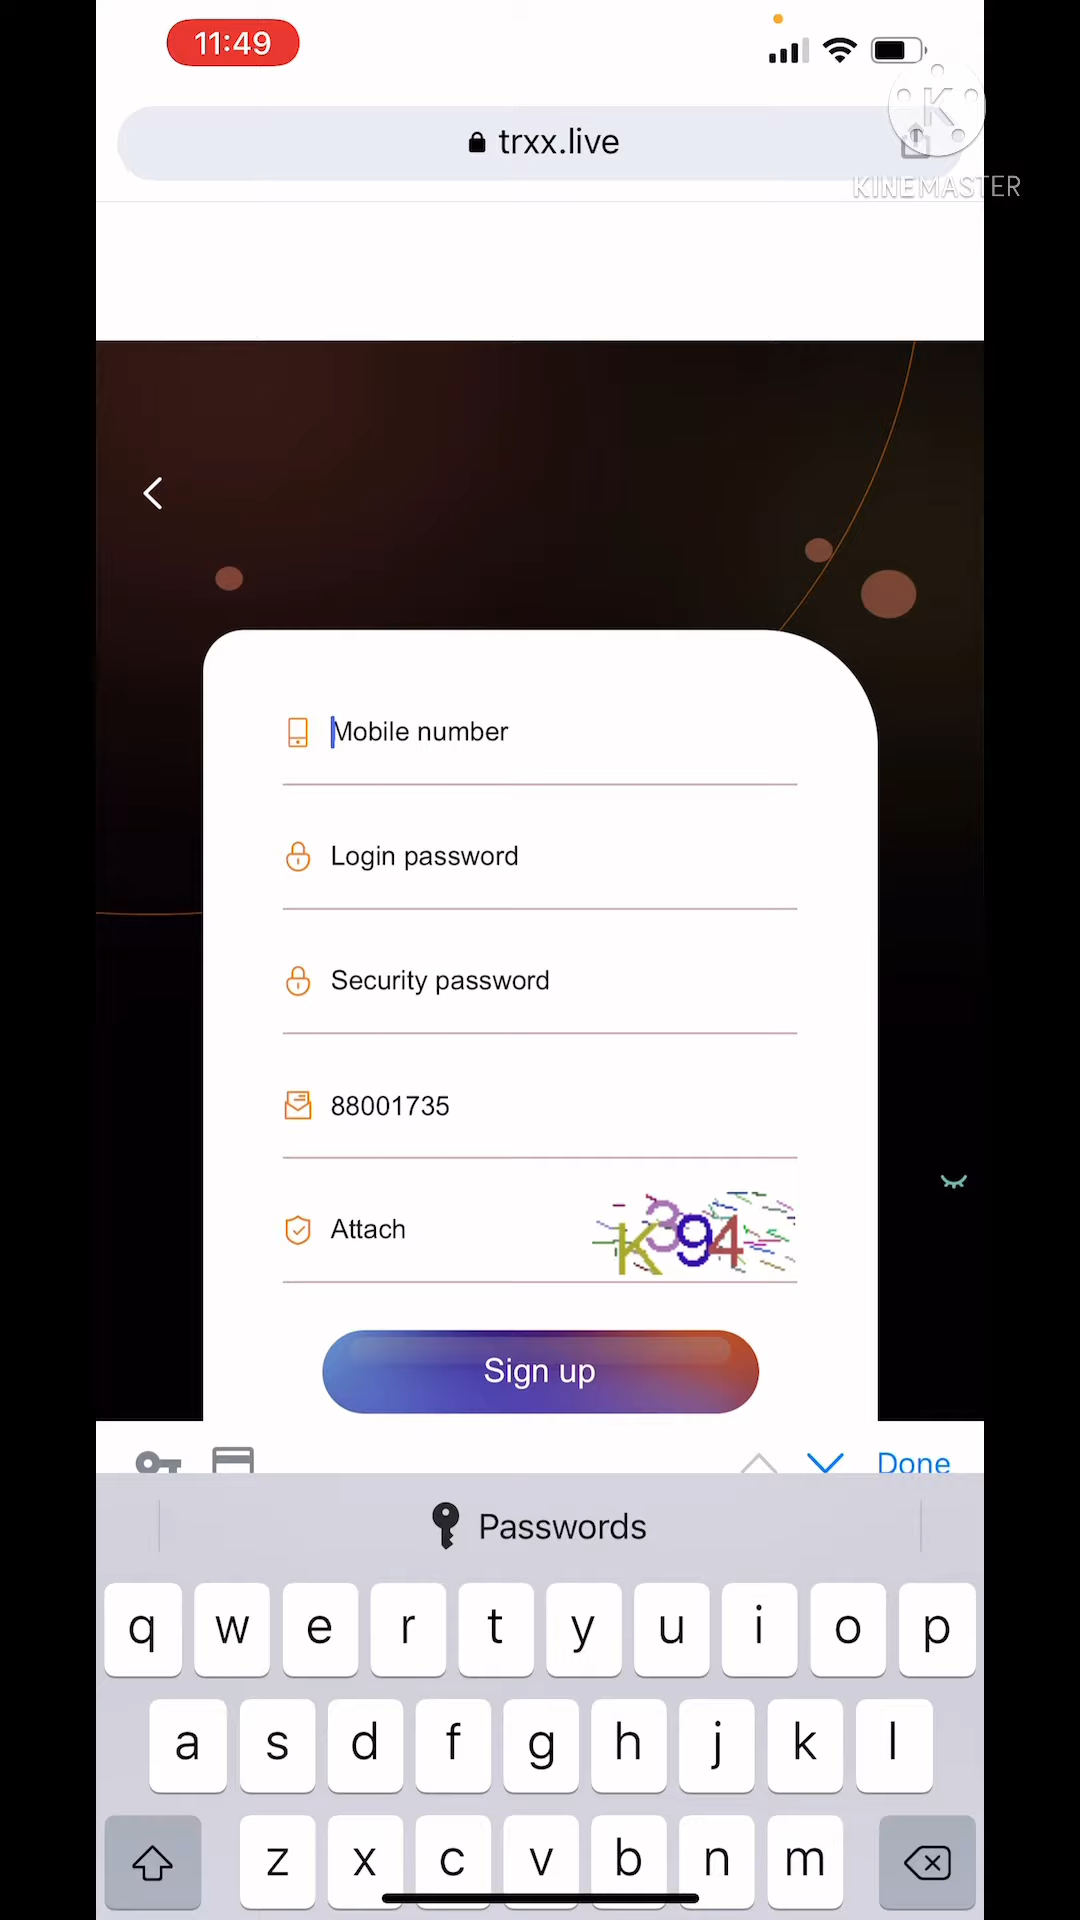 11:49
trxx.live
K
KINEMASTER
Mobile number
Login password
Security password
88001735
Attach
K394
Sign up
Done
Passwords
q w e r t y u i o p
a s d f g h j k l
z x c v b n m